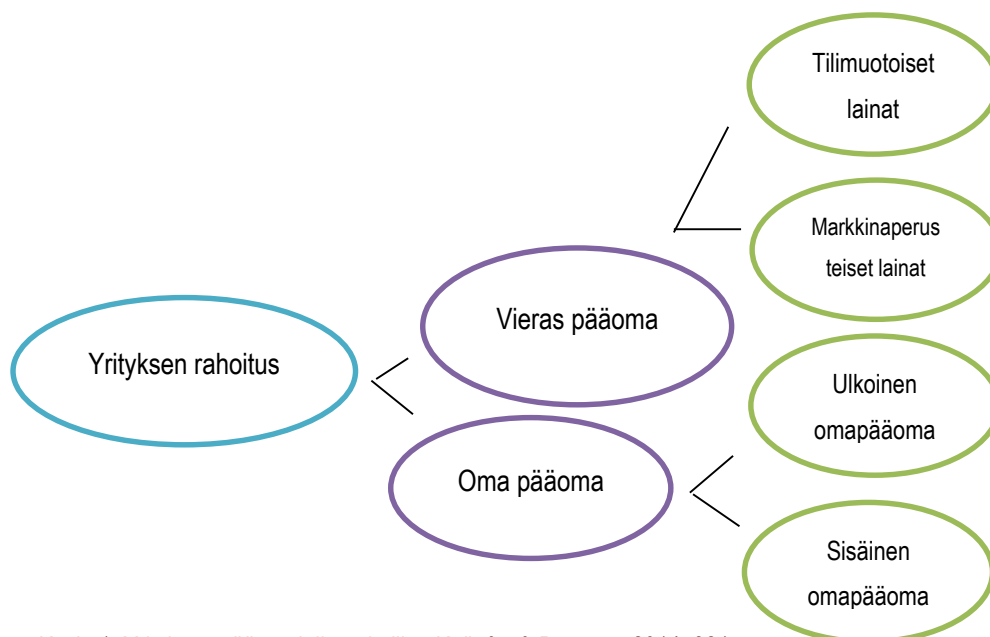 Tilimuotoiset
lainat
Markkinaperus
teiset lainat
Vieras pääoma
Yrityksen rahoitus
Ulkoinen
omapääoma
Oma pääoma
Sisäinen
omapääoma